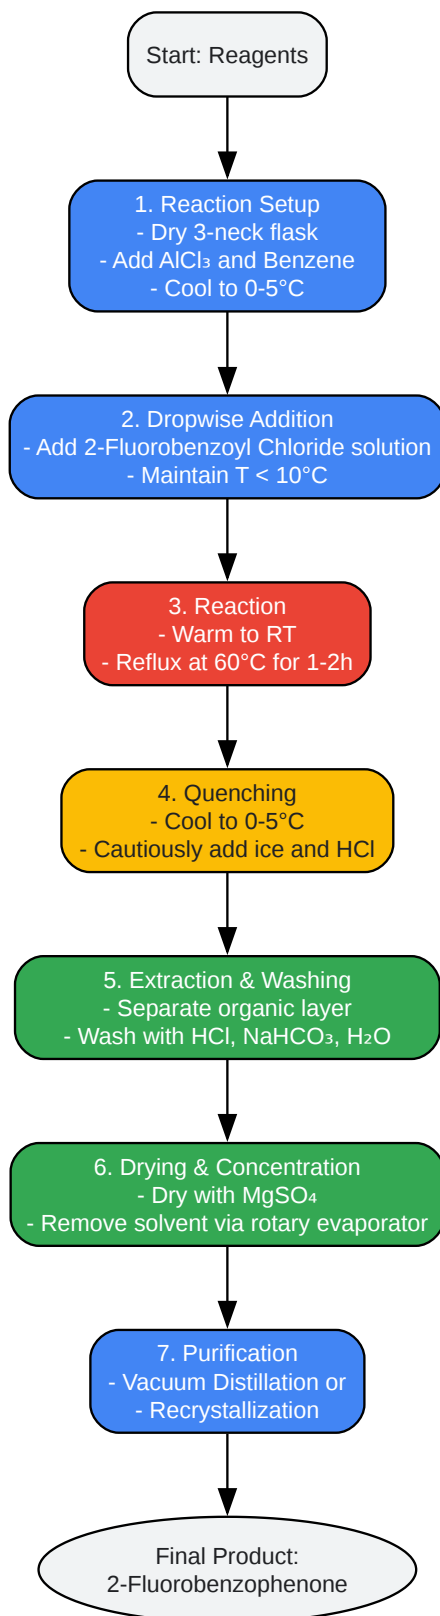 Start: Reagents
1. Reaction Setup
- Dry 3-neck flask
- Add AlCl₃ and Benzene
- Cool to 0-5°C
2. Dropwise Addition
- Add 2-Fluorobenzoyl Chloride solution
- Maintain T < 10°C
3. Reaction
- Warm to RT
- Reflux at 60°C for 1-2h
4. Quenching
- Cool to 0-5°C
- Cautiously add ice and HCl
5. Extraction & Washing
- Separate organic layer
- Wash with HCl, NaHCO₃, H₂O
6. Drying & Concentration
- Dry with MgSO₄
- Remove solvent via rotary evaporator
7. Purification
- Vacuum Distillation or
- Recrystallization
Final Product:
2-Fluorobenzophenone